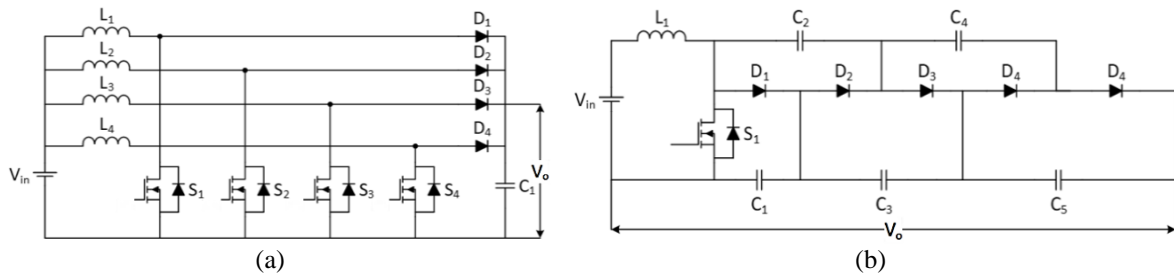 L1
D1
L2
D2
L3
D3
L4
D4
Vin
S1
S2
S3
S4
C1
Vo
(a)
L1
C2
C4
D1
D2
D3
D4
D4
Vin
S1
C1
C3
C5
Vo
(b)